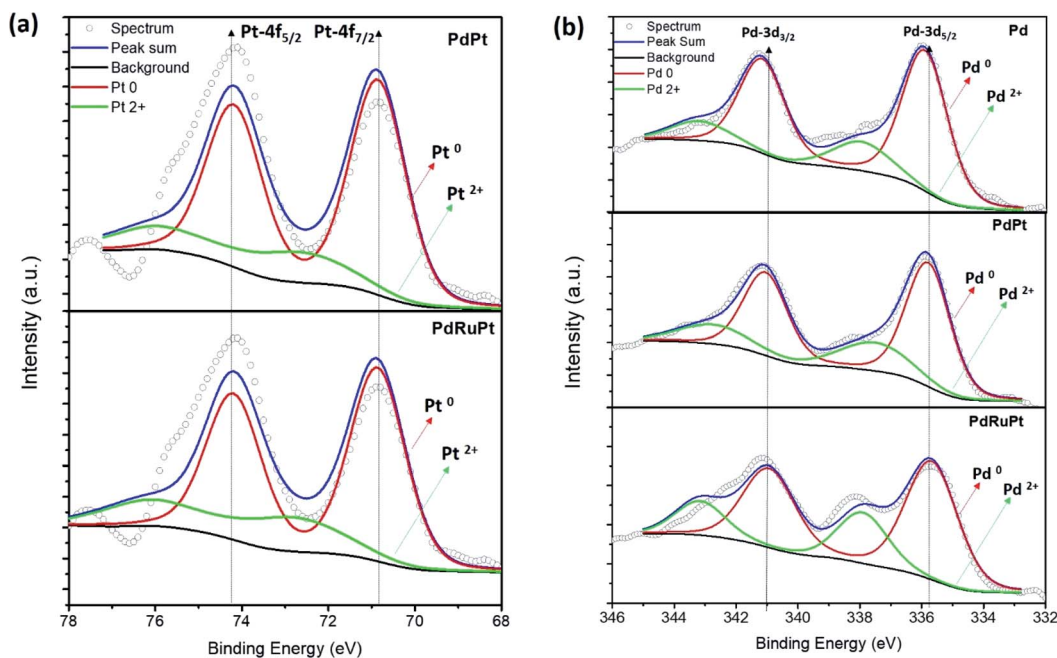 (a)
Spectrum
Peak sum
Background
Pt 0
Pt 2+
Pt-4f5/2
Pt-4f7/2
PdPt
Pt 0
Pt 2+
PdRuPt
Pt 0
Pt 2+
Intensity (a.u.)
78 76 74 72 70 68
Binding Energy (eV)
(b)
Spectrum
Peak Sum
Background
Pd 0
Pd 2+
Pd-3d3/2
Pd-3d5/2
Pd
Pd 0
Pd 2+
PdPt
Pd 0
Pd 2+
PdRuPt
Pd 0
Pd 2+
Intensity (a.u.)
346 344 342 340 338 336 334 332
Binding Energy (eV)